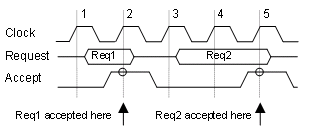 1 2 3 4 5
Clock
Request Req1 Req2
Accept
Req1 accepted here Req2 accepted here